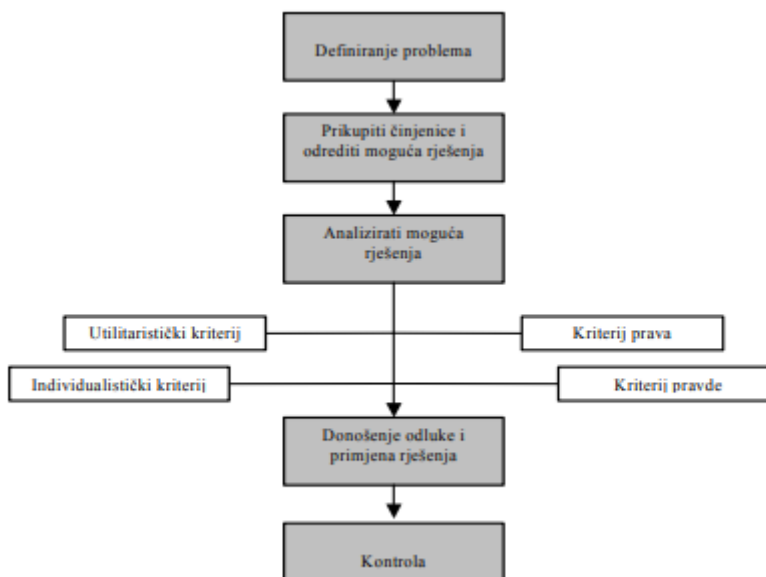 Definiranje problema
Prikupiti činjenice i
odrediti moguća rješenja
Analizirati moguća
rješenja
Utilitaristički kriterij
Kriterij prava
Individualistički kriterij
Kriterij pravde
Donošenje odluke i
primjena rješenja
Kontrola